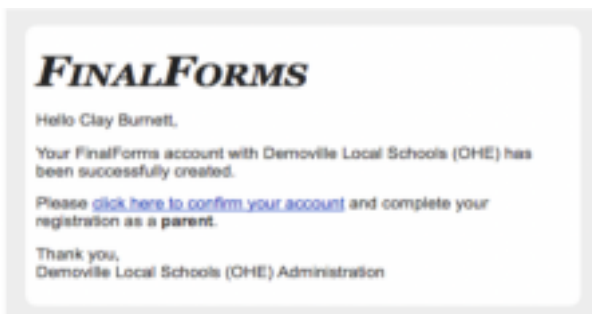 FINALFORMS
Hello Clay Burnett,
Your FinalForms account with Demoville Local Schools (OHE) has
been successfully created.
Please click here to confirm your account and complete your
registration as a parent.
Thank you,
Demoville Local Schools (OHE) Administration